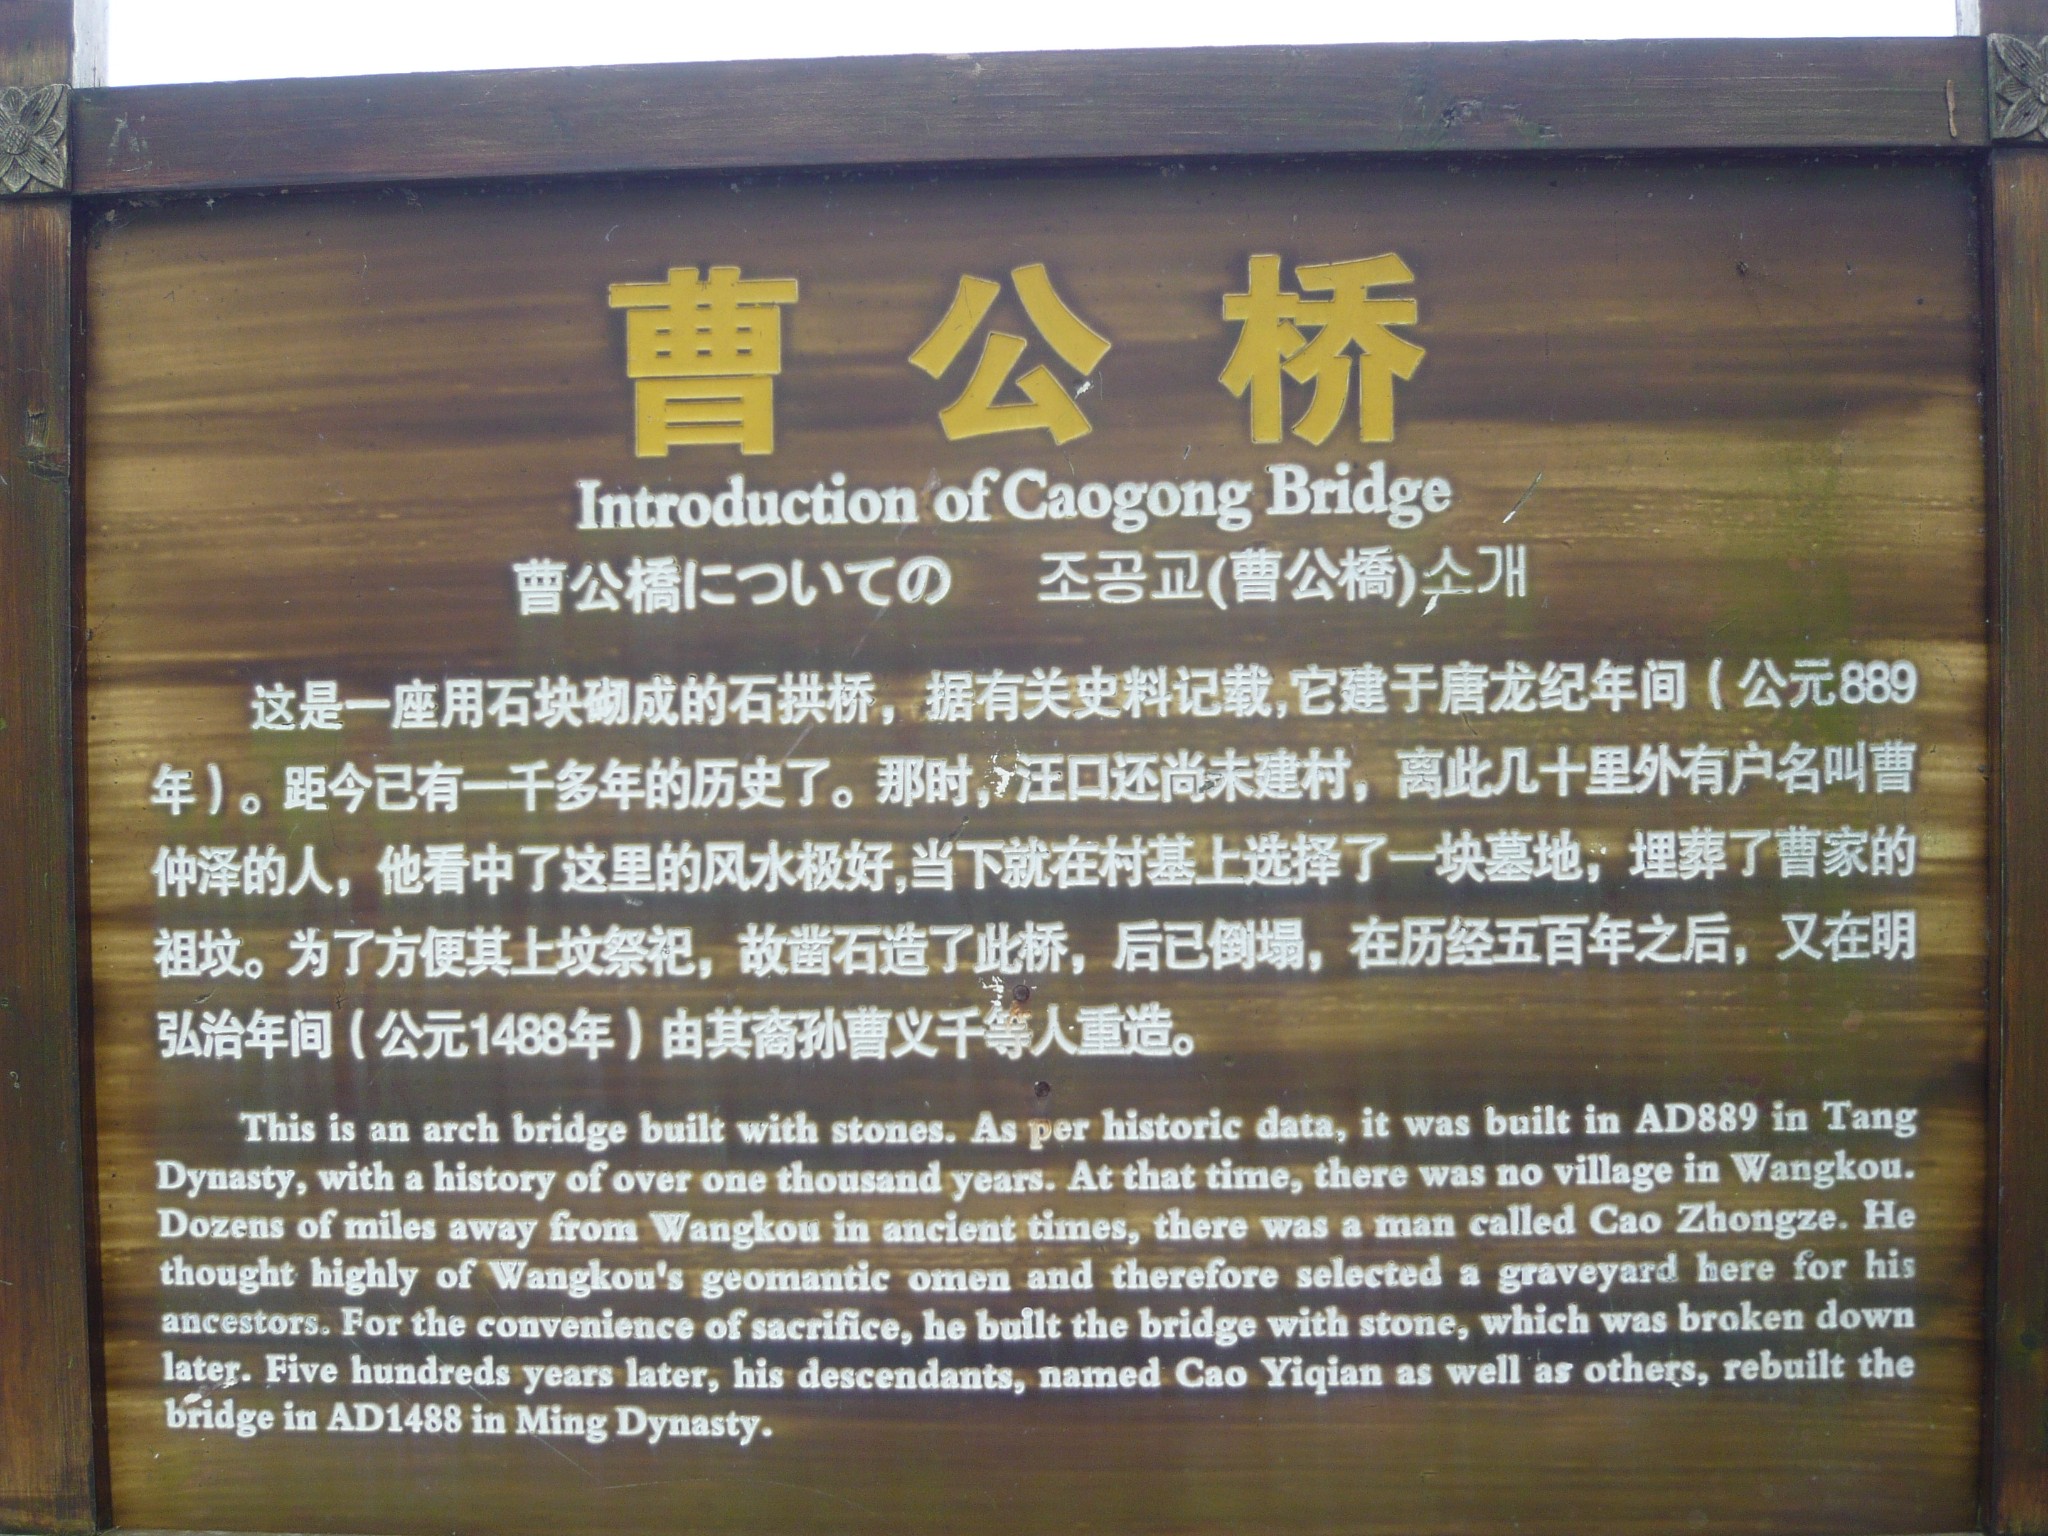 曹公桥
Introduction of Caogong Bridge
曹公橋についての 조공교(曹公橋)소개
这是一座用石块砌成的石拱桥，据有关史料记载,它建于唐龙纪年间（公元889
年）。距今已有一千多年的历史了。那时，汪口还尚未建村，离此几十里外有户名叫曹
仲泽的人，他看中了这里的风水极好,当下就在村基上选择了一块墓地，埋葬了曹家的
祖坟。为了方便其上坟祭祀，故凿石造了此桥，后已倒塌，在历经五百年之后，又在明
弘治年间（公元1488年）由其裔孙曹义千等人重造。
This is an arch bridge built with stones. As per historic data, it was built in AD889 in Tang
Dynasty, with a history of over one thousand years. At that time, there was no village in Wangkou.
Dozens of miles away from Wangkou in ancient times, there was a man called Cao Zhongze. He
thought highly of Wangkou's geomantic omen and therefore selected a graveyard here for his
ancestors. For the convenience of sacrifice, he built the bridge with stone, which was broken down
later. Five hundreds years later, his descendants, named Cao Yiqian as well as others, rebuilt the
bridge in AD1488 in Ming Dynasty.